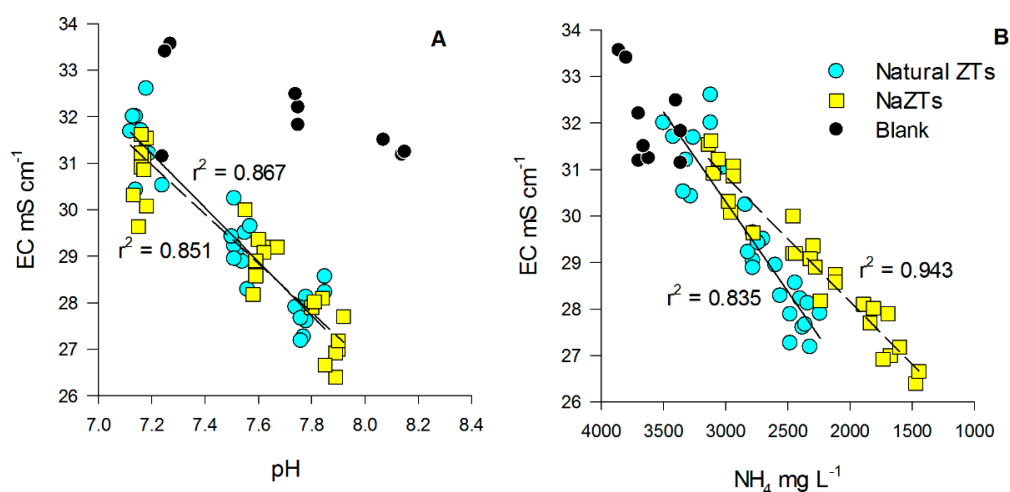 A
EC mS cm⁻¹
34
33
32
31
30
29
28
27
26
r² = 0.867
r² = 0.851
7.0 7.2 7.4 7.6 7.8 8.0 8.2 8.4
pH
B
EC mS cm⁻¹
34
33
32
31
30
29
28
27
26
Natural ZTs
NaZTs
Blank
r² = 0.943
r² = 0.835
4000 3500 3000 2500 2000 1500 1000
NH₄ mg L⁻¹